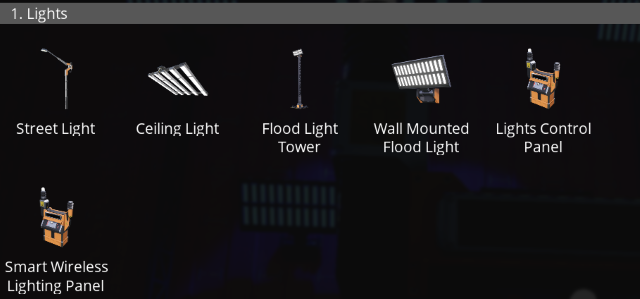 1. Lights
Street Light
Ceiling Light
Flood Light
Tower
Wall Mounted
Flood Light
Lights Control
Panel
Smart Wireless
Lighting Panel